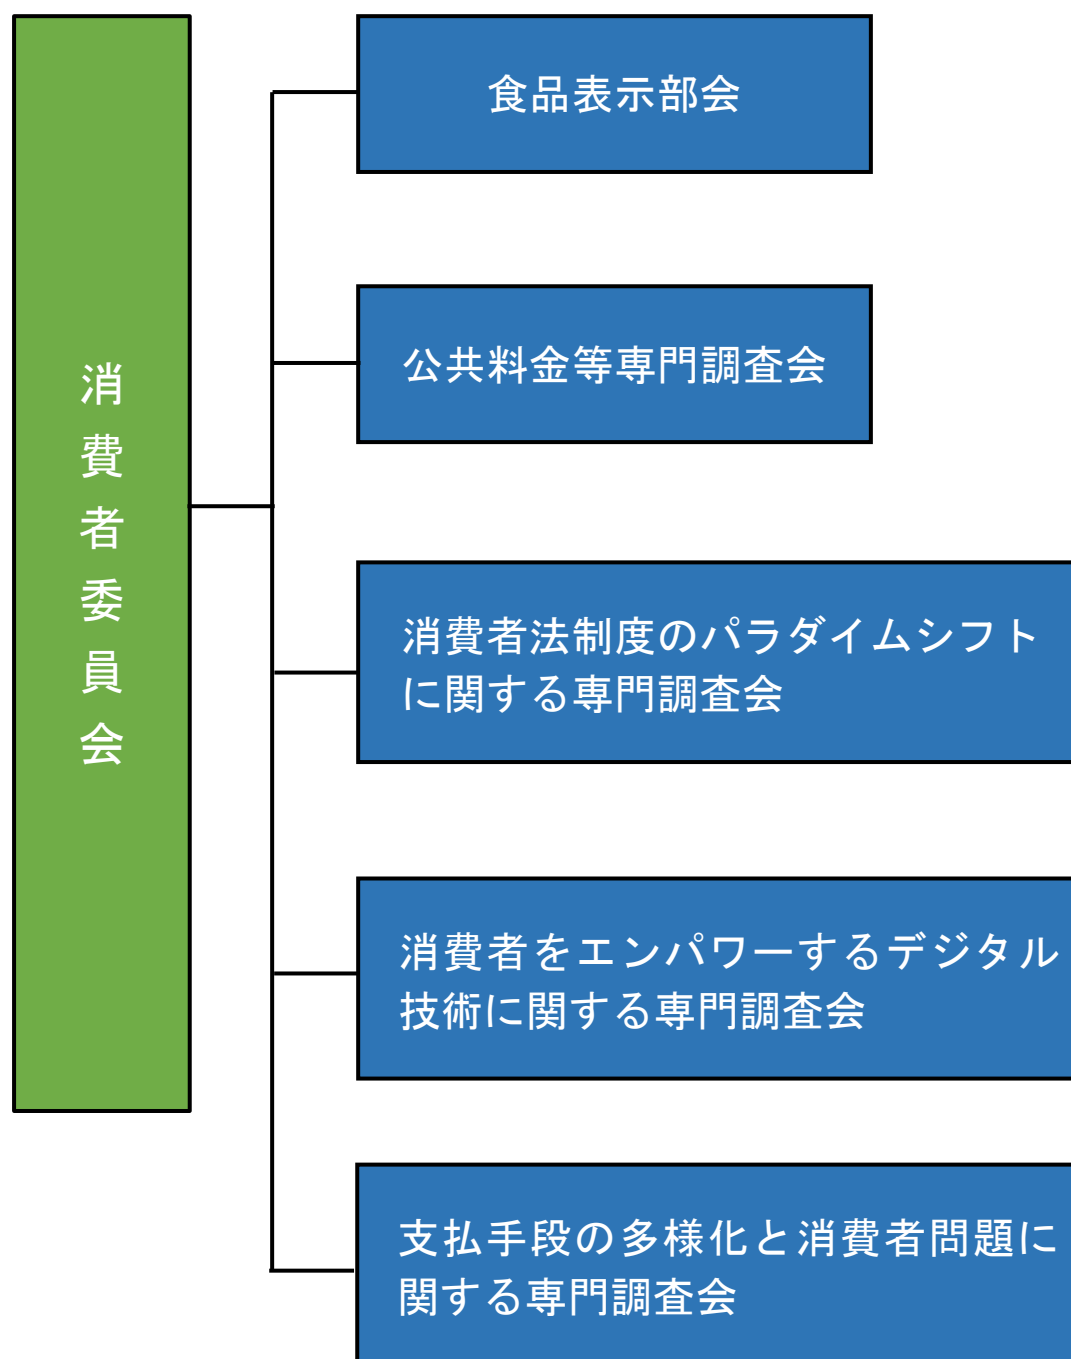 消費者委員会
食品表示部会
公共料金等専門調査会
消費者法制度のパラダイムシフト
に関する専門調査会
消費者をエンパワーするデジタル
技術に関する専門調査会
支払手段の多様化と消費者問題に
関する専門調査会